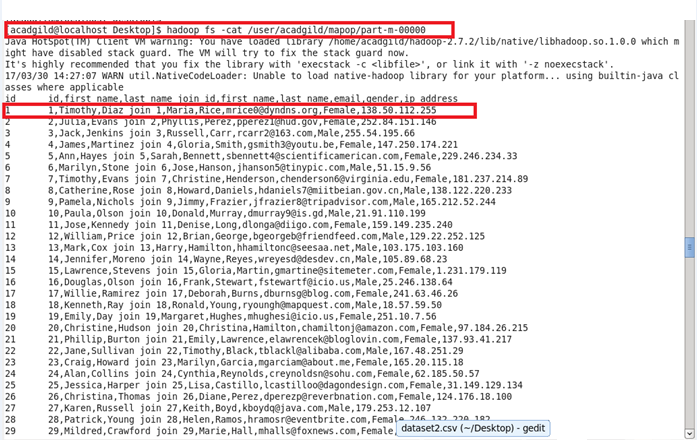 acadgild@localhost Desktop]$ hadoop fs -cat /user/acadgild/mapop/part-m-00000
Java HotSpot(TM) Client VM warning: You have loaded library /home/acadgild/hadoop-2.7.2/lib/native/libhadoop.so.1.0.0 which m
ight have disabled stack guard. The VM will try to fix the stack guard now.
It's highly recommended that you fix the library with 'execstack -c <libfile>', or link it with '-z noexecstack'.
17/03/30 14:27:07 WARN util.NativeCodeLoader: Unable to load native-hadoop library for your platform... using builtin-java cl
asses where applicable
id id,first_name,last_name join id,first_name,last_name,email,gender,ip_address
1 1,Timothy,Diaz join 1,Maria,Rice,mrice0@dyndns.org,Female,138.50.112.255
2 2,Julia,Evans join 2,Phyllis,Perez,pperez1@hud.gov,Female,252.84.151.146
3 3,Jack,Jenkins join 3,Russell,Carr,rcarr2@163.com,Male,255.54.195.66
4 4,James,Martinez join 4,Gloria,Smith,gsmith3@youtu.be,Female,147.250.174.221
5 5,Ann,Hayes join 5,Sarah,Bennett,sbennett4@scientificamerican.com,Female,229.246.234.33
6 6,Marilyn,Stone join 6,Jose,Hanson,jhanson5@tinypic.com,Male,51.15.9.56
7 7,Timothy,Evans join 7,Christine,Henderson,chenderson6@virginia.edu,Female,181.237.214.89
8 8,Catherine,Rose join 8,Howard,Daniels,hdaniels7@miitbeian.gov.cn,Male,138.122.220.233
9 9,Pamela,Nichols join 9,Jimmy,Frazier,jfrazier8@tripadvisor.com,Male,165.212.52.244
10 10,Paula,Olson join 10,Donald,Murray,dmurray9@is.gd,Male,21.91.110.199
11 11,Jose,Kennedy join 11,Denise,Long,dlonga@diigo.com,Female,159.149.235.240
12 12,William,Price join 12,Brian,George,bgeorgeb@friendfeed.com,Male,129.22.252.125
13 13,Mark,Cox join 13,Harry,Hamilton,hhamiltonc@seesaa.net,Male,103.175.103.160
14 14,Jennifer,Moreno join 14,Wayne,Reyes,wreyesd@desdev.cn,Male,105.89.68.23
15 15,Lawrence,Stevens join 15,Gloria,Martin,gmartine@sitemeter.com,Female,1.231.179.119
16 16,Douglas,Olson join 16,Frank,Stewart,fstewartf@icio.us,Male,25.246.138.64
17 17,Willie,Ramirez join 17,Deborah,Burns,dburnsg@blog.com,Female,241.63.46.26
18 18,Kenneth,Ray join 18,Ronald,Young,ryoungh@mapquest.com,Male,18.57.59.50
19 19,Emily,Day join 19,Margaret,Hughes,mhughesi@icio.us,Female,251.10.7.56
20 20,Christine,Hudson join 20,Christina,Hamilton,chamiltonj@amazon.com,Female,97.184.26.215
21 21,Phillip,Burton join 21,Emily,Lawrence,elawrencek@bloglovin.com,Female,137.93.41.217
22 22,Jane,Sullivan join 22,Timothy,Black,tblackl@alibaba.com,Male,167.48.251.29
23 23,Craig,Howard join 23,Marilyn,Garcia,mgarciam@about.me,Female,165.20.115.18
24 24,Alan,Collins join 24,Cynthia,Reynolds,creynoldsn@sohu.com,Female,62.185.50.57
25 25,Jessica,Harper join 25,Lisa,Castillo,lcastilloo@dagondesign.com,Female,31.149.129.134
26 26,Christina,Thomas join 26,Diane,Perez,dperezp@reverbnation.com,Female,124.176.18.100
27 27,Karen,Russell join 27,Keith,Boyd,kboydq@java.com,Male,179.253.12.107
28 28,Patrick,Young join 28,Helen,Ramos,hramosr@eventbrite.com,Female,246.132.220.182
29 29,Mildred,Crawford join 29,Marie,Hall,mhalls@foxnews.com,Female,
dataset2.csv (~/Desktop) - gedit